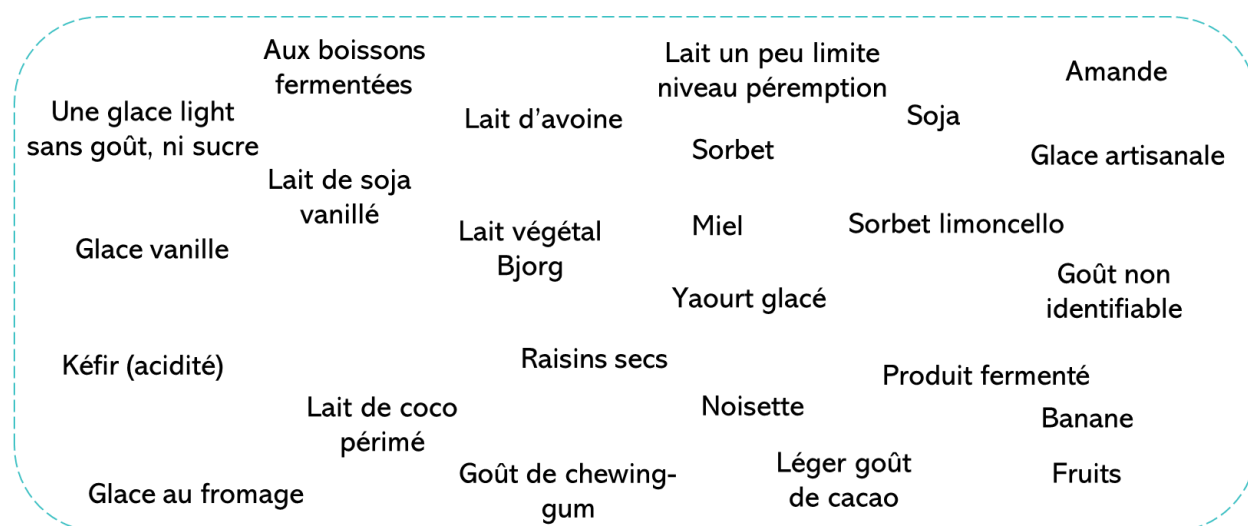 Aux boissons
fermentées
Lait un peu limite
niveau péremption
Amande
Une glace light
sans goût, ni sucre
Lait d’avoine
Soja
Sorbet
Glace artisanale
Lait de soja
vanillé
Glace vanille
Lait végétal
Bjorg
Miel
Sorbet limoncello
Goût non
identifiable
Yaourt glacé
Kéfir (acidité)
Raisins secs
Produit fermenté
Lait de coco
périmé
Noisette
Banane
Glace au fromage
Goût de chewing-
gum
Léger goût
de cacao
Fruits